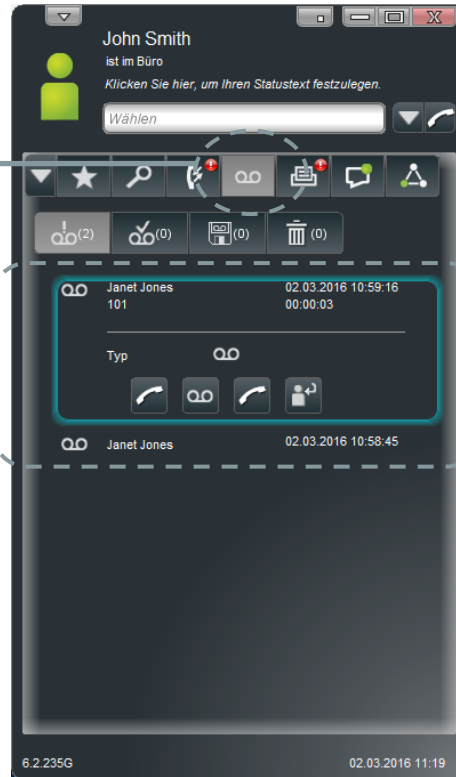 John Smith
ist im Büro
Klicken Sie hier, um Ihren Statustext festzulegen.
Wählen
(2) (0) (0) (0)
Janet Jones 02.03.2016 10:59:16
101 00:00:03
Typ
Janet Jones 02.03.2016 10:58:45
6.2.235G 02.03.2016 11:19